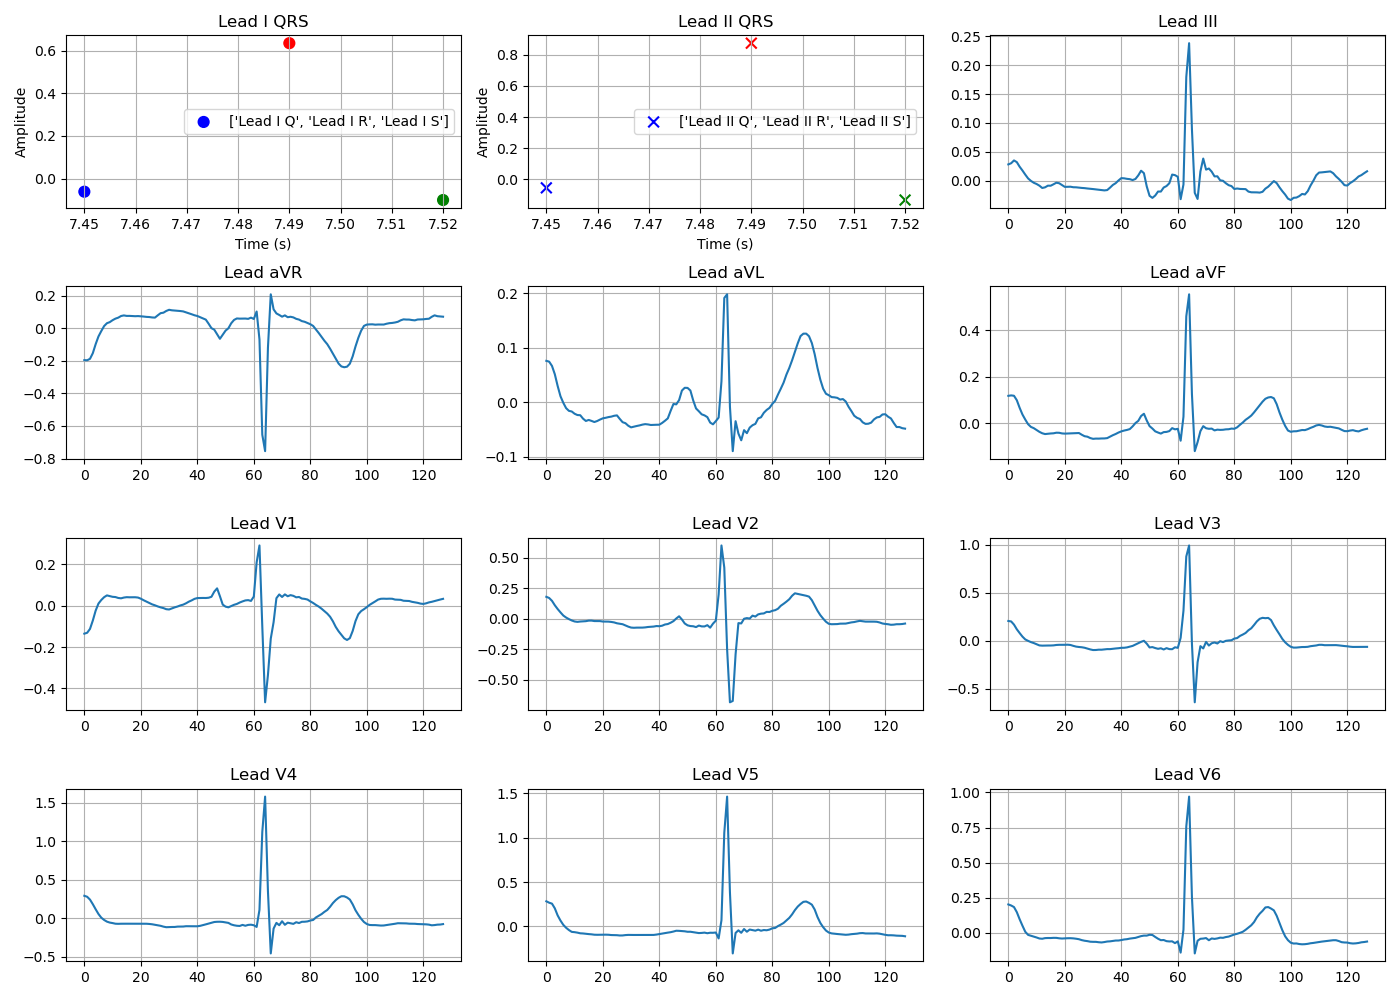 Lead I QRS
Amplitude
0.6
0.4
0.2
0.0
['Lead I Q', 'Lead I R', 'Lead I S']
7.45 7.46 7.47 7.48 7.49 7.50 7.51 7.52
Time (s)
Lead II QRS
Amplitude
0.8
0.6
0.4
0.2
0.0
['Lead II Q', 'Lead II R', 'Lead II S']
7.45 7.46 7.47 7.48 7.49 7.50 7.51 7.52
Time (s)
Lead III
0.25
0.20
0.15
0.10
0.05
0.00
0 20 40 60 80 100 120
Lead aVR
0.2
0.0
−0.2
−0.4
−0.6
−0.8
0 20 40 60 80 100 120
Lead aVL
0.2
0.1
0.0
−0.1
0 20 40 60 80 100 120
Lead aVF
0.4
0.2
0.0
0 20 40 60 80 100 120
Lead V1
0.2
0.0
−0.2
−0.4
0 20 40 60 80 100 120
Lead V2
0.50
0.25
0.00
−0.25
−0.50
0 20 40 60 80 100 120
Lead V3
1.0
0.5
0.0
−0.5
0 20 40 60 80 100 120
Lead V4
1.5
1.0
0.5
0.0
−0.5
0 20 40 60 80 100 120
Lead V5
1.5
1.0
0.5
0.0
0 20 40 60 80 100 120
Lead V6
1.00
0.75
0.50
0.25
0.00
0 20 40 60 80 100 120